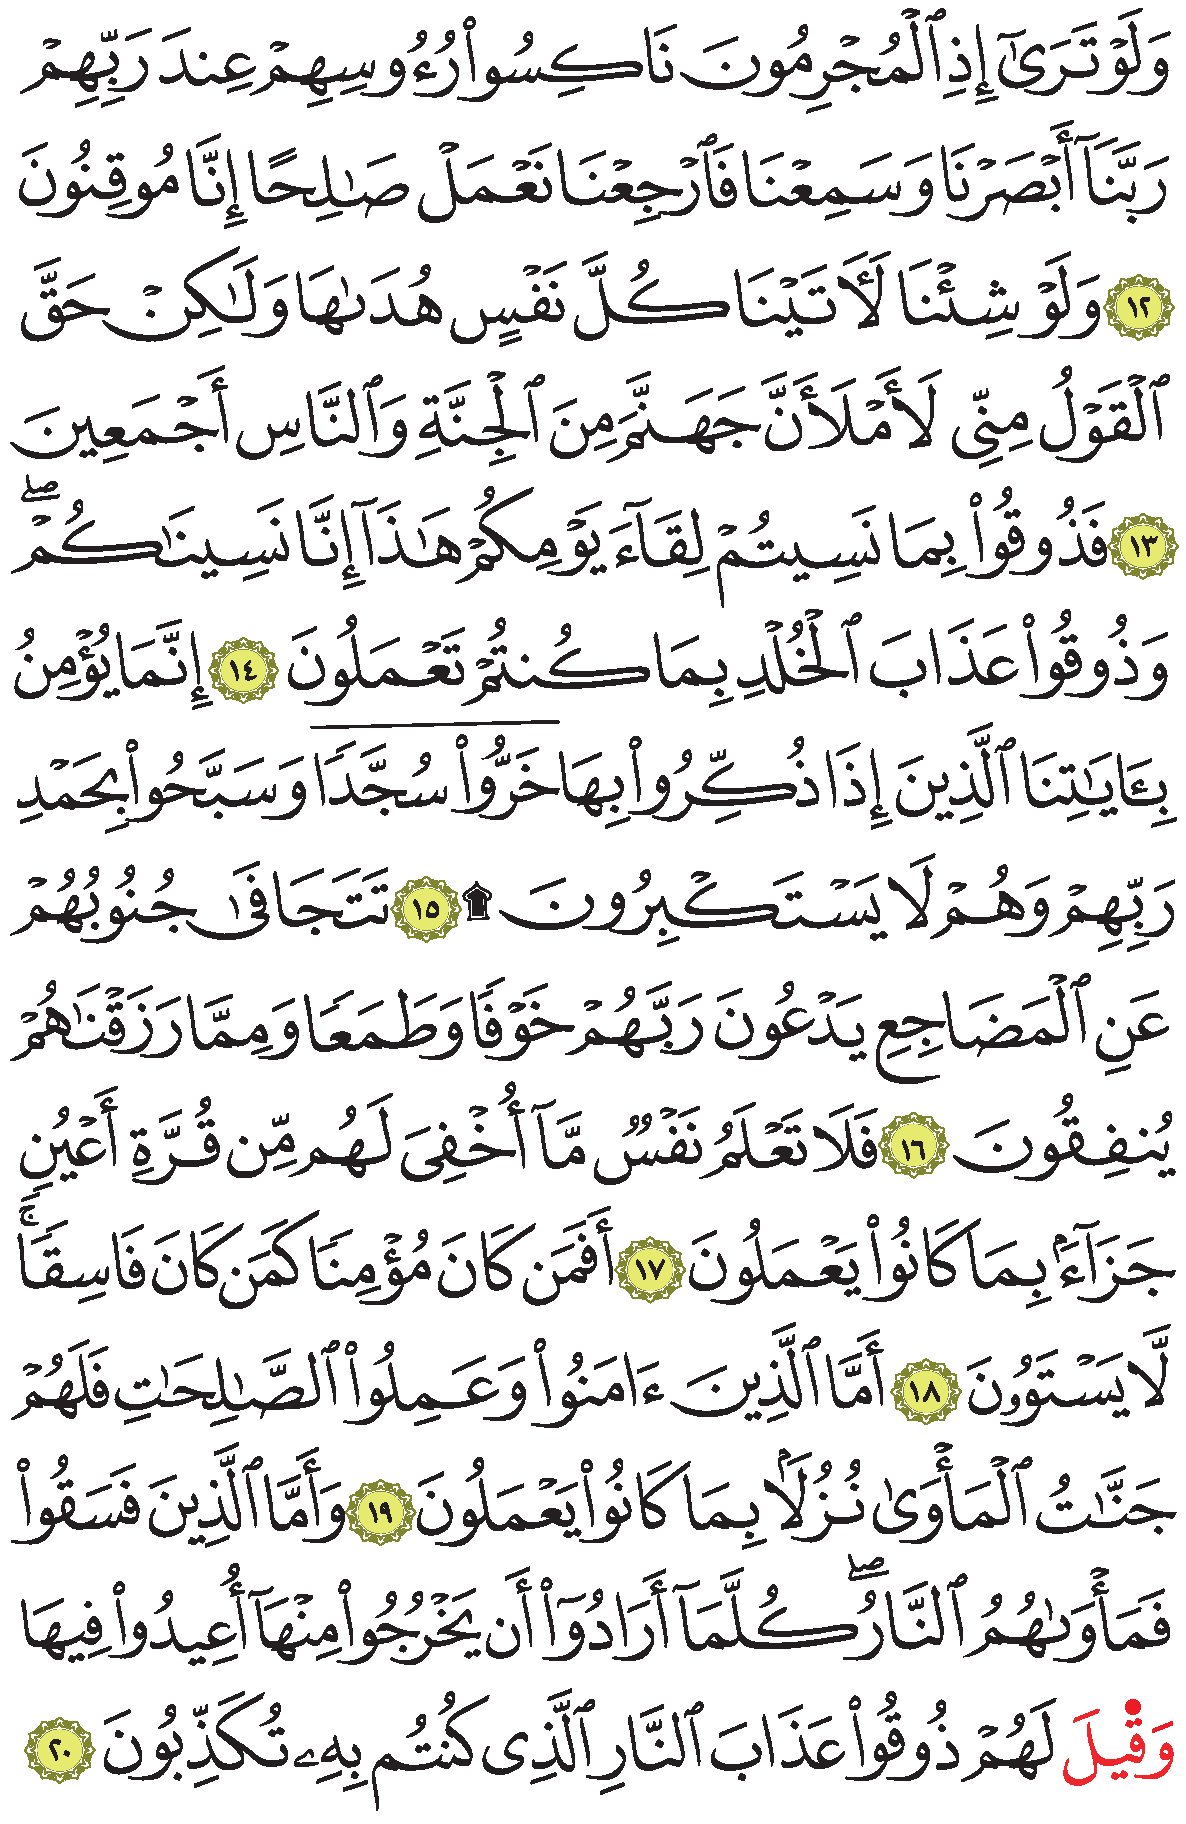 وَلَوْ تَرَىٰٓ إِذِ ٱلْمُجْرِمُونَ نَاكِسُوا۟ رُءُوسِهِمْ عِندَ رَبِّهِمْ
رَبَّنَآ أَبْصَرْنَا وَسَمِعْنَا فَٱرْجِعْنَا نَعْمَلْ صَـٰلِحًا إِنَّا مُوقِنُونَ
١٢ وَلَوْ شِئْنَا لَأَتَيْنَا كُلَّ نَفْسٍ هُدَىٰهَا وَلَـٰكِنْ حَقَّ
ٱلْقَوْلُ مِنِّى لَأَمْلَأَنَّ جَهَنَّمَ مِنَ ٱلْجِنَّةِ وَٱلنَّاسِ أَجْمَعِينَ
١٣ فَذُوقُوا۟ بِمَا نَسِيتُمْ لِقَآءَ يَوْمِكُمْ هَـٰذَآ إِنَّا نَسِينَـٰكُمْ ۖ
وَذُوقُوا۟ عَذَابَ ٱلْخُلْدِ بِمَا كُنتُمْ تَعْمَلُونَ ١٤ إِنَّمَا يُؤْمِنُ
بِـَٔايَـٰتِنَا ٱلَّذِينَ إِذَا ذُكِّرُوا۟ بِهَا خَرُّوا۟ سُجَّدًا وَسَبَّحُوا۟ بِحَمْدِ
رَبِّهِمْ وَهُمْ لَا يَسْتَكْبِرُونَ ۩ ١٥ تَتَجَافَىٰ جُنُوبُهُمْ
عَنِ ٱلْمَضَاجِعِ يَدْعُونَ رَبَّهُمْ خَوْفًا وَطَمَعًا وَمِمَّا رَزَقْنَـٰهُمْ
يُنفِقُونَ ١٦ فَلَا تَعْلَمُ نَفْسٌ مَّآ أُخْفِىَ لَهُم مِّن قُرَّةِ أَعْيُنٍ
جَزَآءًۢ بِمَا كَانُوا۟ يَعْمَلُونَ ١٧ أَفَمَن كَانَ مُؤْمِنًا كَمَن كَانَ فَاسِقًا ۚ
لَّا يَسْتَوُۥنَ ١٨ أَمَّا ٱلَّذِينَ ءَامَنُوا۟ وَعَمِلُوا۟ ٱلصَّـٰلِحَـٰتِ فَلَهُمْ
جَنَّـٰتُ ٱلْمَأْوَىٰ نُزُلًۢا بِمَا كَانُوا۟ يَعْمَلُونَ ١٩ وَأَمَّا ٱلَّذِينَ فَسَقُوا۟
فَمَأْوَىٰهُمُ ٱلنَّارُ ۖ كُلَّمَآ أَرَادُوٓا۟ أَن يَخْرُجُوا۟ مِنْهَآ أُعِيدُوا۟ فِيهَا
وَقِيلَ لَهُمْ ذُوقُوا۟ عَذَابَ ٱلنَّارِ ٱلَّذِى كُنتُم بِهِۦ تُكَذِّبُونَ ٢٠